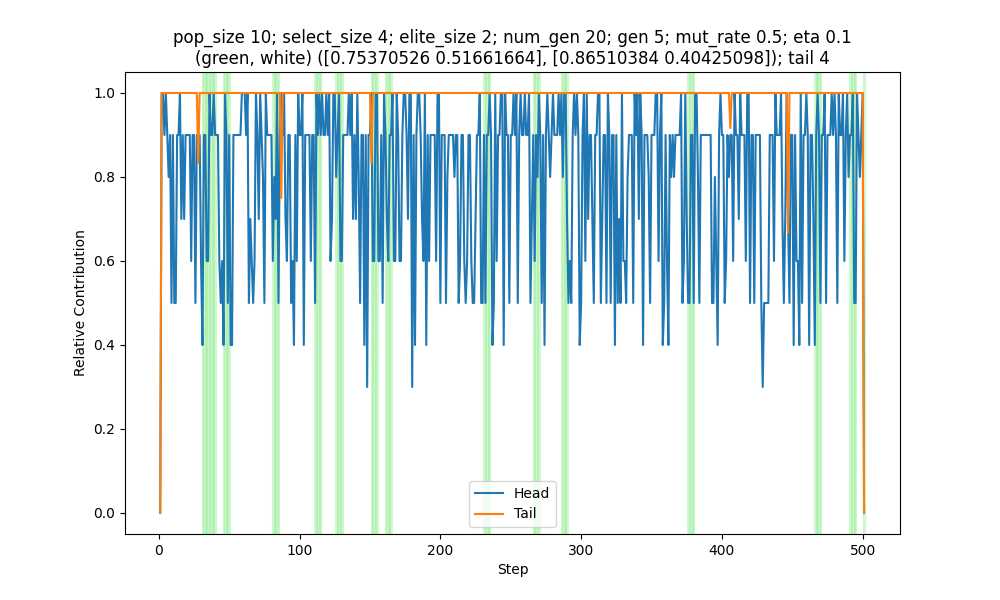 pop_size 10; select_size 4; elite_size 2; num_gen 20; gen 5; mut_rate 0.5; eta 0.1
(green, white) ([0.75370526 0.51661664], [0.86510384 0.40425098]); tail 4
1.0
0.8
0.6
0.4
0.2
0.0
Relative Contribution
Head
Tail
0
100
200
300
400
500
Step